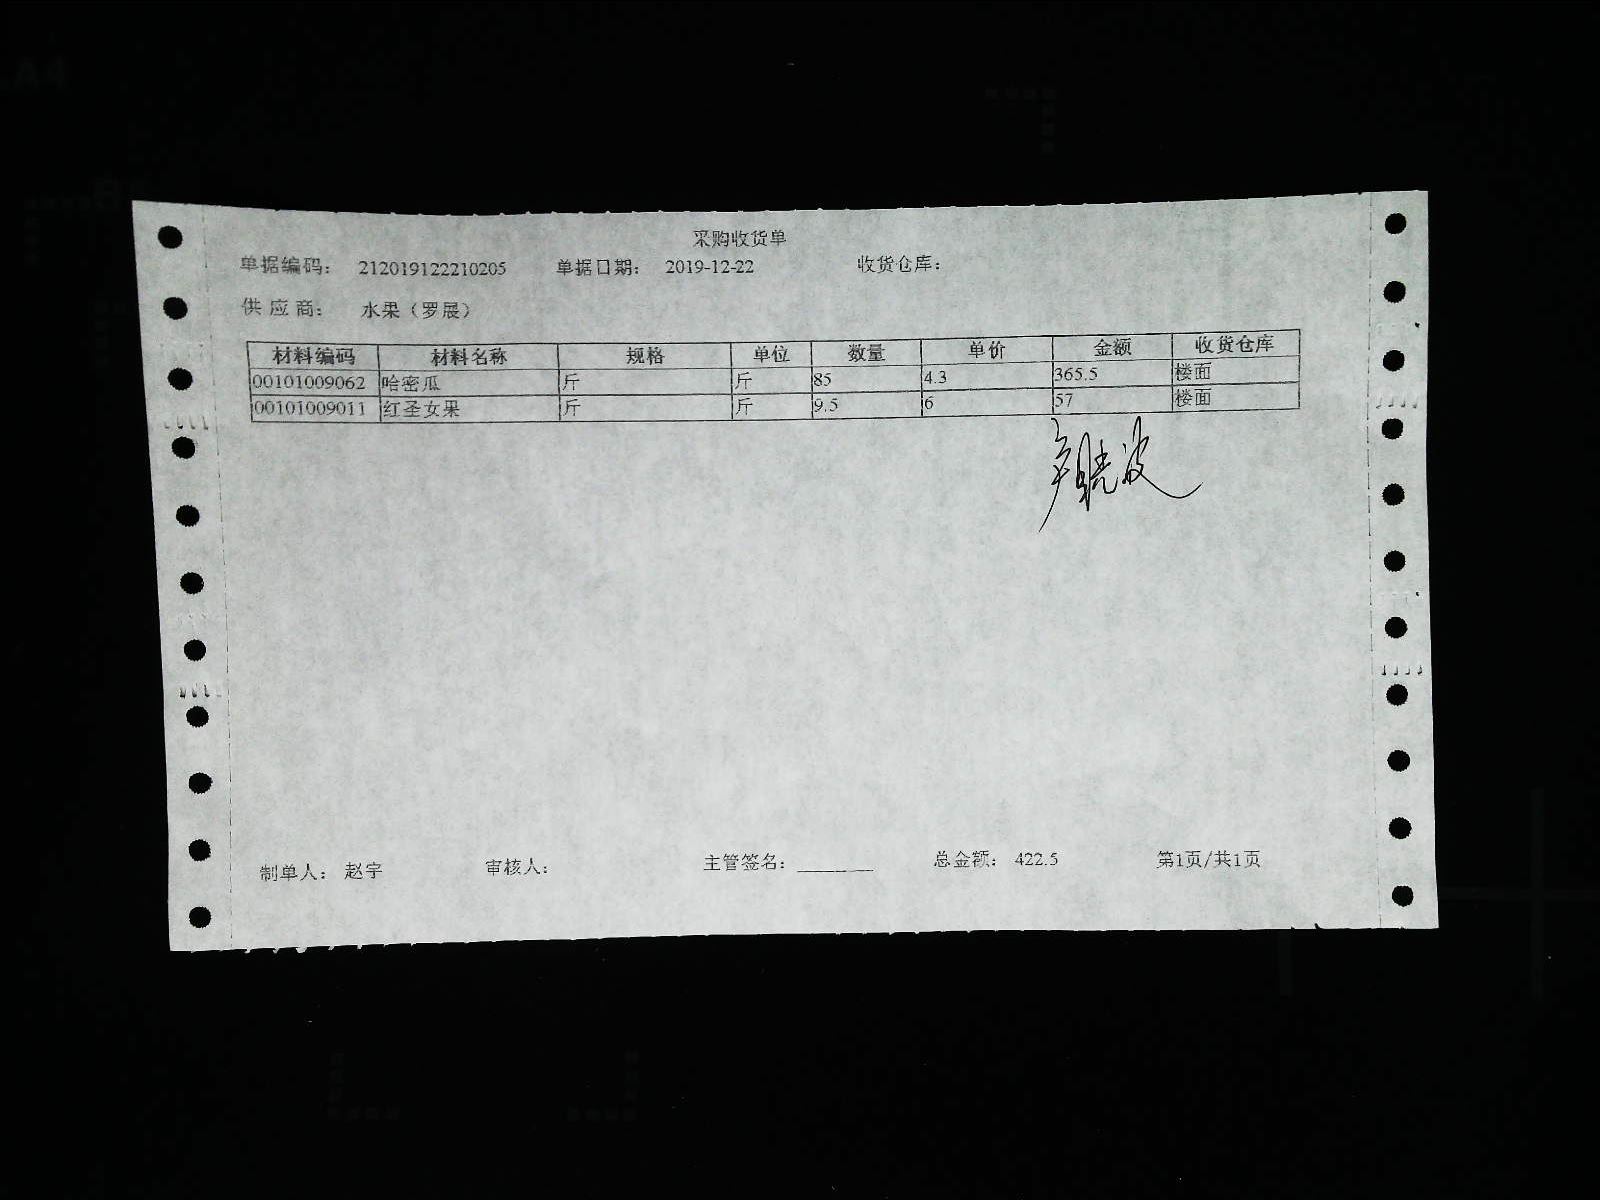 采购收货单
单据编码： 212019122210205 单据日期： 2019-12-22 收货仓库：
供应商： 水果（罗展）
材料编码 材料名称 规格 单位 数量 单价 金额 收货仓库
00101009062 哈密瓜 斤 斤 85 4.3 365.5 楼面
00101009011 红圣女果 斤 斤 9.5 6 57 楼面
制单人： 赵宇 审核人： 主管签名： 总金额： 422.5 第1页/共1页